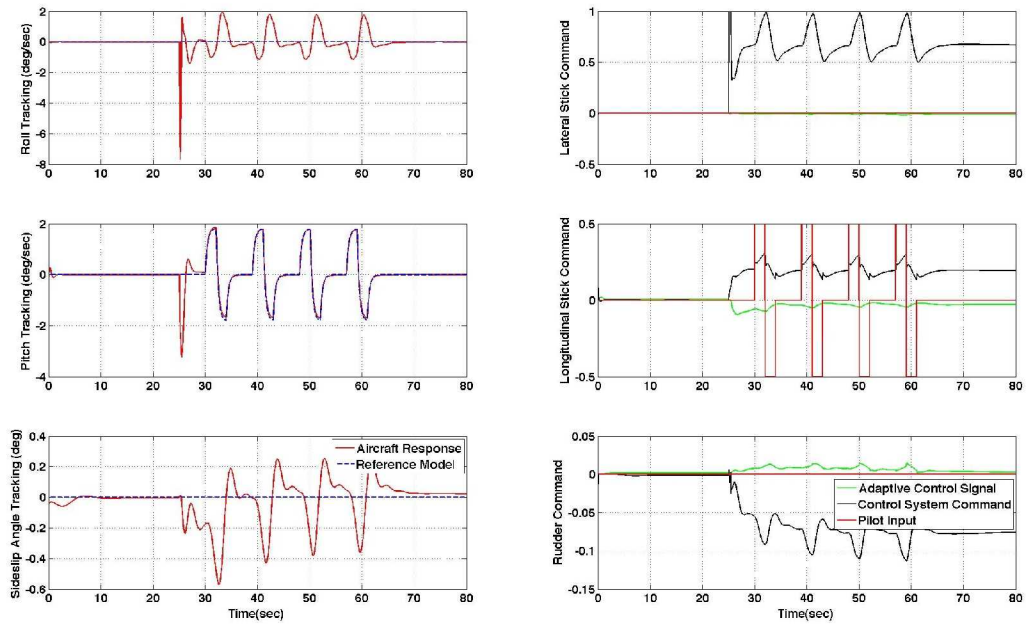 Roll Tracking (deg/sec)
2
0
-2
-4
-6
-8
0 10 20 30 40 50 60 70 80
Lateral Stick Command
1
0.5
0
-0.5
0 10 20 30 40 50 60 70 80
Pitch Tracking (deg/sec)
2
0
-2
-4
0 10 20 30 40 50 60 70 80
Longitudinal Stick Command
0.5
0
-0.5
0 10 20 30 40 50 60 70 80
Sideslip Angle Tracking (deg)
0.4
0.2
0
-0.2
-0.4
-0.6
Aircraft Response
Reference Model
0 10 20 30 40 50 60 70 80
Time(sec)
Rudder Command
0.05
0
-0.05
-0.1
-0.15
Adaptive Control Signal
Control System Command
Pilot Input
0 10 20 30 40 50 60 70 80
Time(sec)